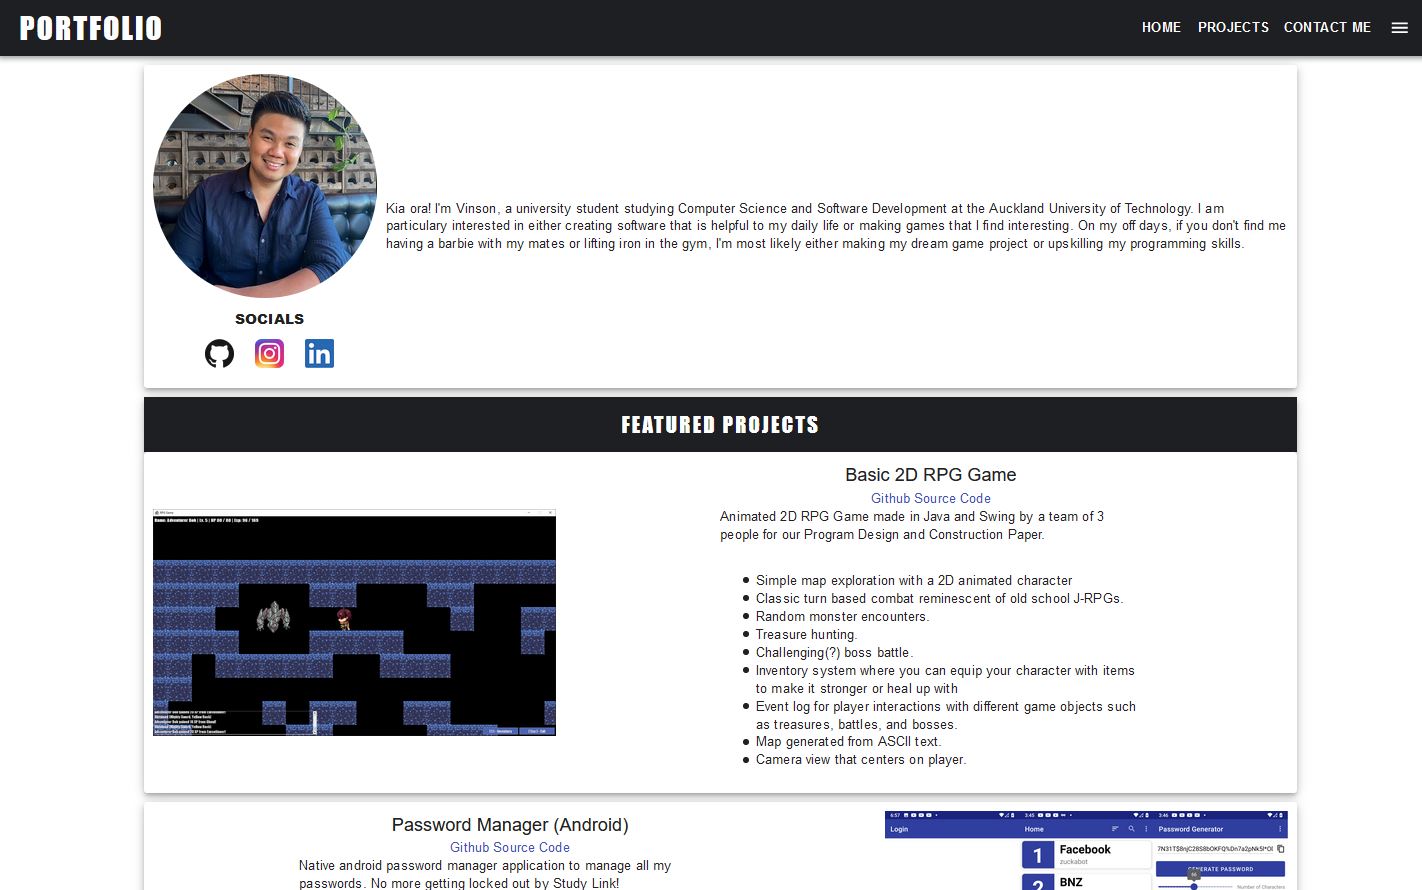 PORTFOLIO
HOME PROJECTS CONTACT ME
Kia ora! I'm Vinson, a university student studying Computer Science and Software Development at the Auckland University of Technology. I am
particulary interested in either creating software that is helpful to my daily life or making games that I find interesting. On my off days, if you don't find me
having a barbie with my mates or lifting iron in the gym, I'm most likely either making my dream game project or upskilling my programming skills.
SOCIALS
in
FEATURED PROJECTS
Basic 2D RPG Game
Github Source Code
Animated 2D RPG Game made in Java and Swing by a team of 3
people for our Program Design and Construction Paper.
Simple map exploration with a 2D animated character
Classic turn based combat reminescent of old school J-RPGs.
Random monster encounters.
Treasure hunting.
Challenging(?) boss battle.
Inventory system where you can equip your character with items
to make it stronger or heal up with
Event log for player interactions with different game objects such
as treasures, battles, and bosses.
Map generated from ASCII text.
Camera view that centers on player.
RPG Game
Password Manager (Android)
Github Source Code
Native android password manager application to manage all my
passwords. No more getting locked out by Study Link!
6:57
Login
3:45
Home
1
Facebook
zuckabot
2
BNZ
3:46
Password Generator
GENERATE PASSWORD
Number of Characters